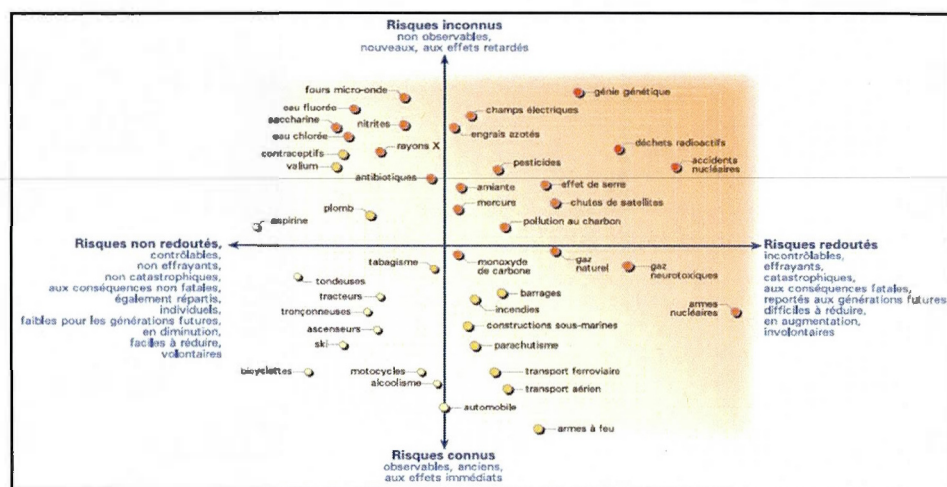 Risques inconnus
non observables,
nouveaux, aux effets retardés
fours micro-onde
génie génétique
eau fluorée
champs électriques
saccharine
nitrites
engrais azotés
eau chlorée
rayons X
déchets radioactifs
contraceptifs
pesticides
accidents
nucléaires
valium
antibiotiques
amiante
effet de serre
mercure
chutes de satellites
plomb
aspirine
pollution au charbon
Risques non redoutés,
contrôlables,
non effrayants,
non catastrophiques,
aux conséquences non fatales,
également répartis,
individuels,
faibles pour les générations futures,
en diminution,
faciles à réduire,
volontaires
Risques redoutés
incontrôlables,
effrayants,
catastrophiques,
aux conséquences fatales,
reportés aux générations futures
difficiles à réduire,
en augmentation,
involontaires
tabagisme
monoxyde
de carbone
gaz
naturel
gaz
neurotoxiques
tondeuses
tracteurs
barrages
incendies
armes
nucléaires
tronçonneuses
ascenseurs
constructions sous-marines
ski
parachutisme
bicyclettes
motocycles
transport ferroviaire
alcoolisme
transport aérien
automobile
armes à feu
Risques connus
observables, anciens,
aux effets immédiats